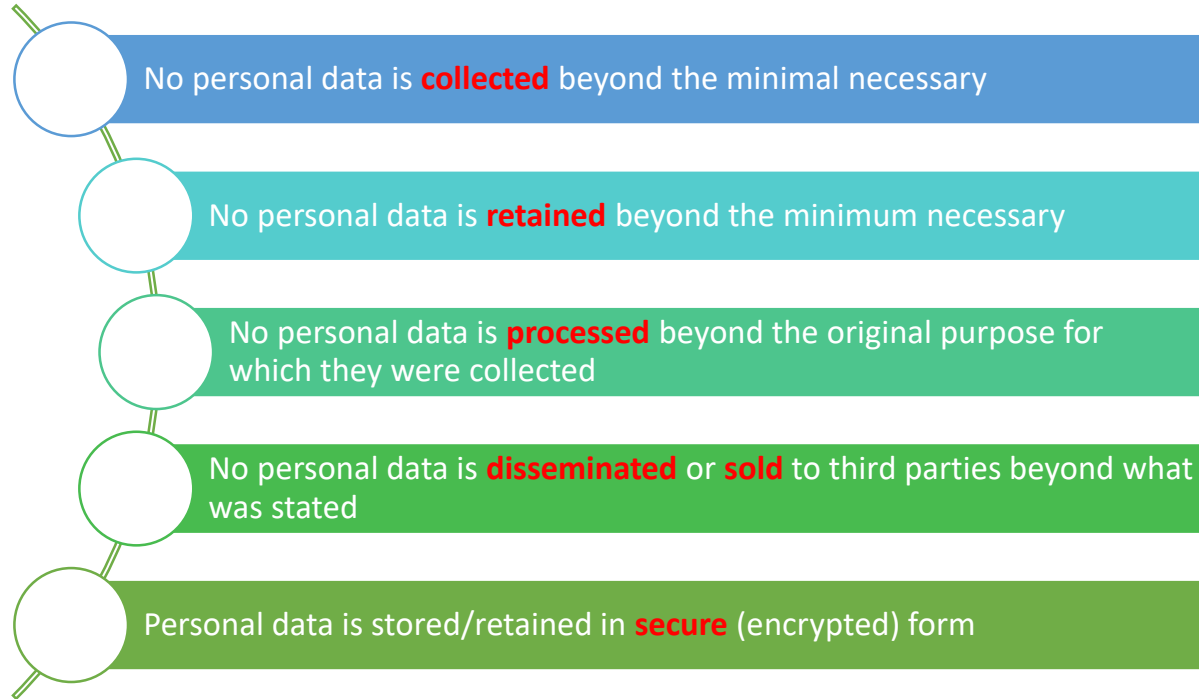 No personal data is collected beyond the minimal necessary
No personal data is retained beyond the minimum necessary
No personal data is processed beyond the original purpose for
which they were collected
No personal data is disseminated or sold to third parties beyond what
was stated
Personal data is stored/retained in secure (encrypted) form